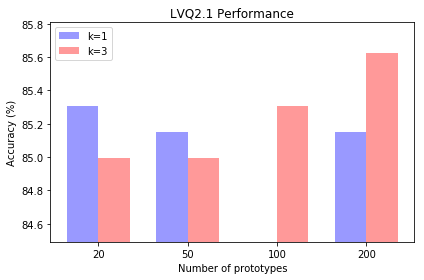 LVQ2.1 Performance
k=1
k=3
Accuracy (%)
85.8
85.6
85.4
85.2
85.0
84.8
84.6
20 50 100 200
Number of prototypes